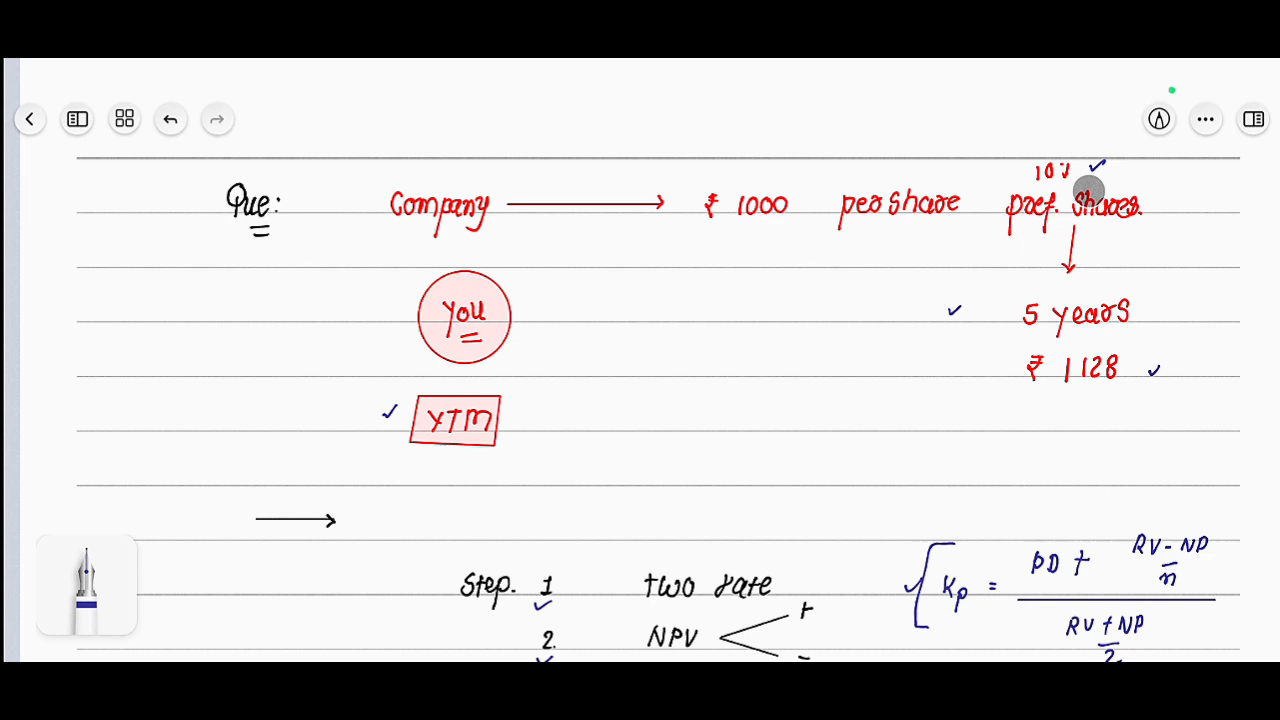 10%
Que: Company → ₹ 1000 per share pref. shares.
You
5 years
₹ 1128
YTM
Step. 1 Two rate
2. NPV + -
Kp = PD + RV - NP / n
RV + NP / 2